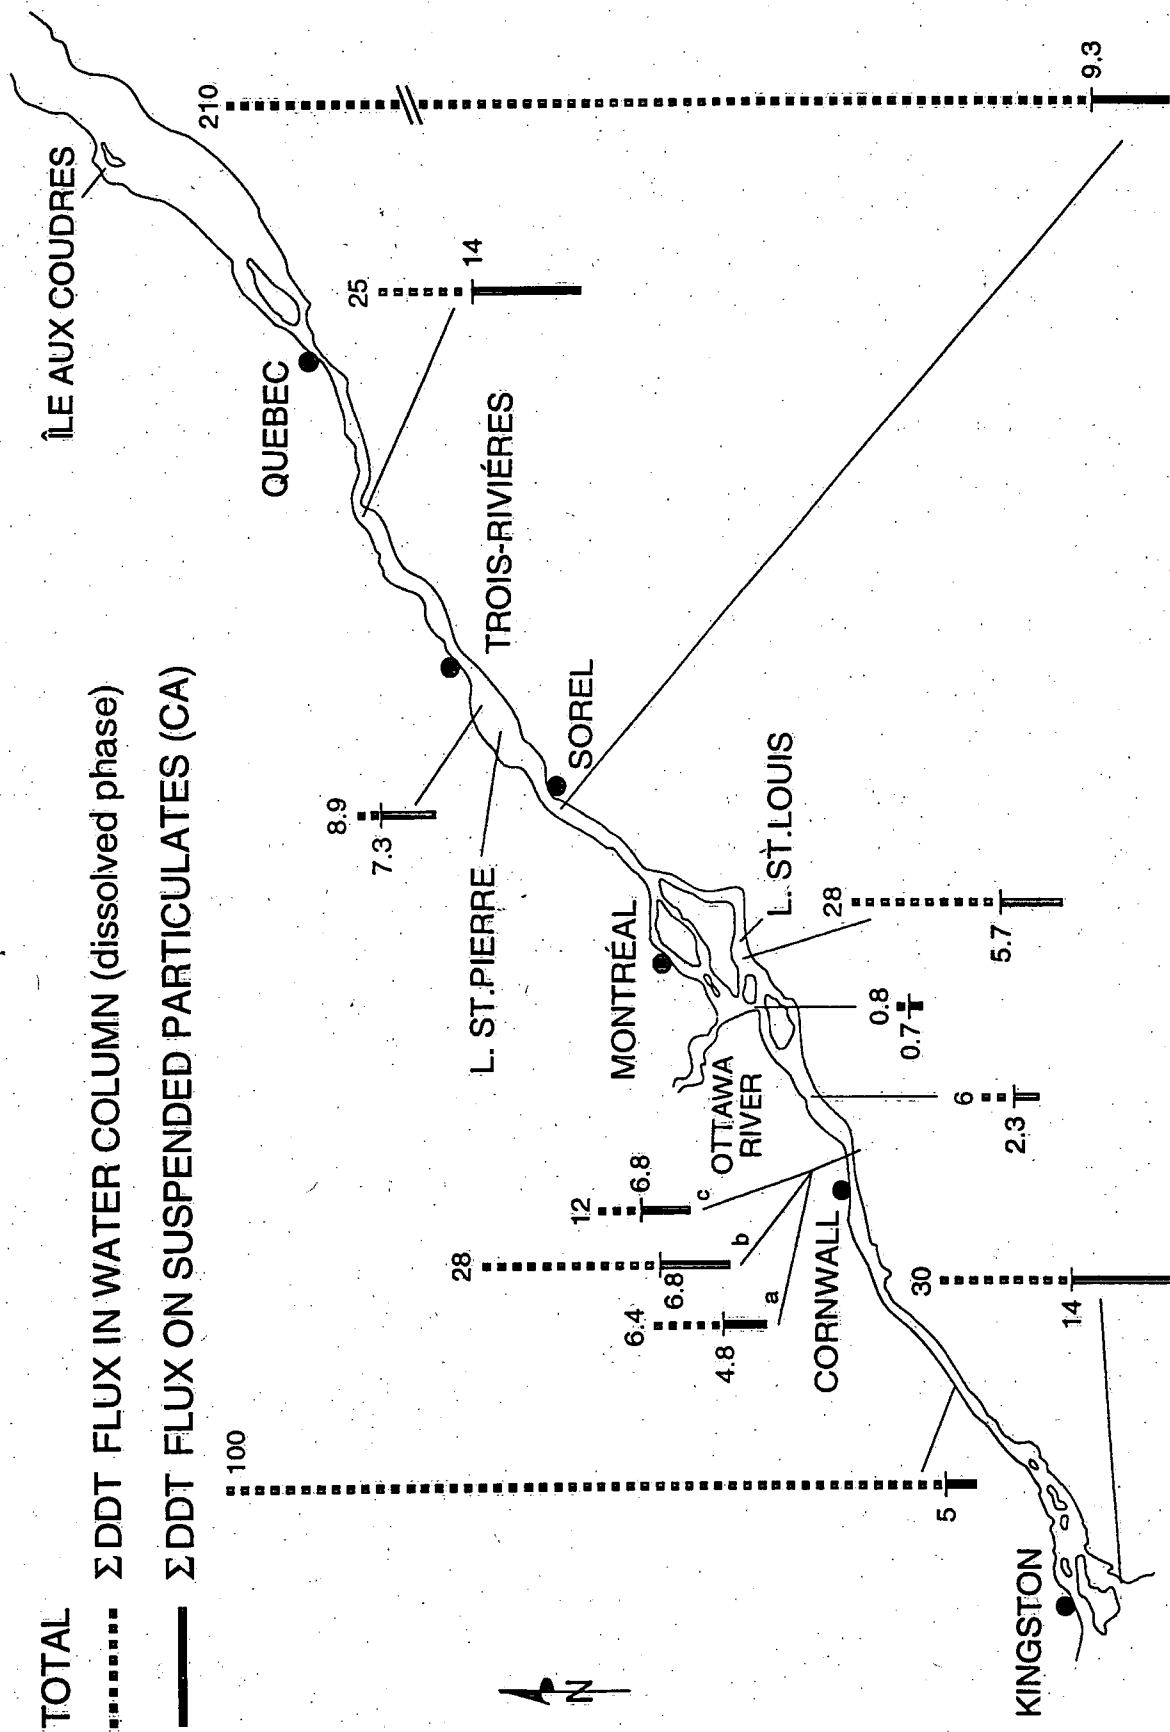 TOTAL
ΣDDT FLUX IN WATER COLUMN (dissolved phase)
ΣDDT FLUX ON SUSPENDED PARTICULATES (CA)
ÎLE AUX COUDRES
210
9.3
QUEBEC
25
14
TROIS-RIVIÉRES
8.9
7.3
L. ST.PIERRE
SOREL
MONTRÉAL
L. ST.LOUIS
28
5.7
OTTAWA
RIVER
0.8
0.7
6
2.3
12
6.8
c
28
6.8
b
6.4
4.8
a
CORNWALL
100
5
30
14
KINGSTON
N